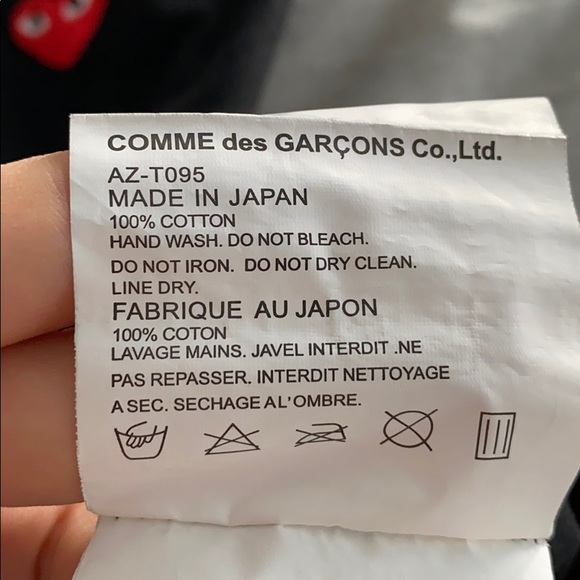 COMME des GARÇONS Co.,Ltd.
AZ-T095
MADE IN JAPAN
100% COTTON
HAND WASH. DO NOT BLEACH.
DO NOT IRON. DO NOT DRY CLEAN.
LINE DRY.
FABRIQUE AU JAPON
100% COTON
LAVAGE MAINS. JAVEL INTERDIT .NE
PAS REPASSER. INTERDIT NETTOYAGE
A SEC. SECHAGE A L'OMBRE.